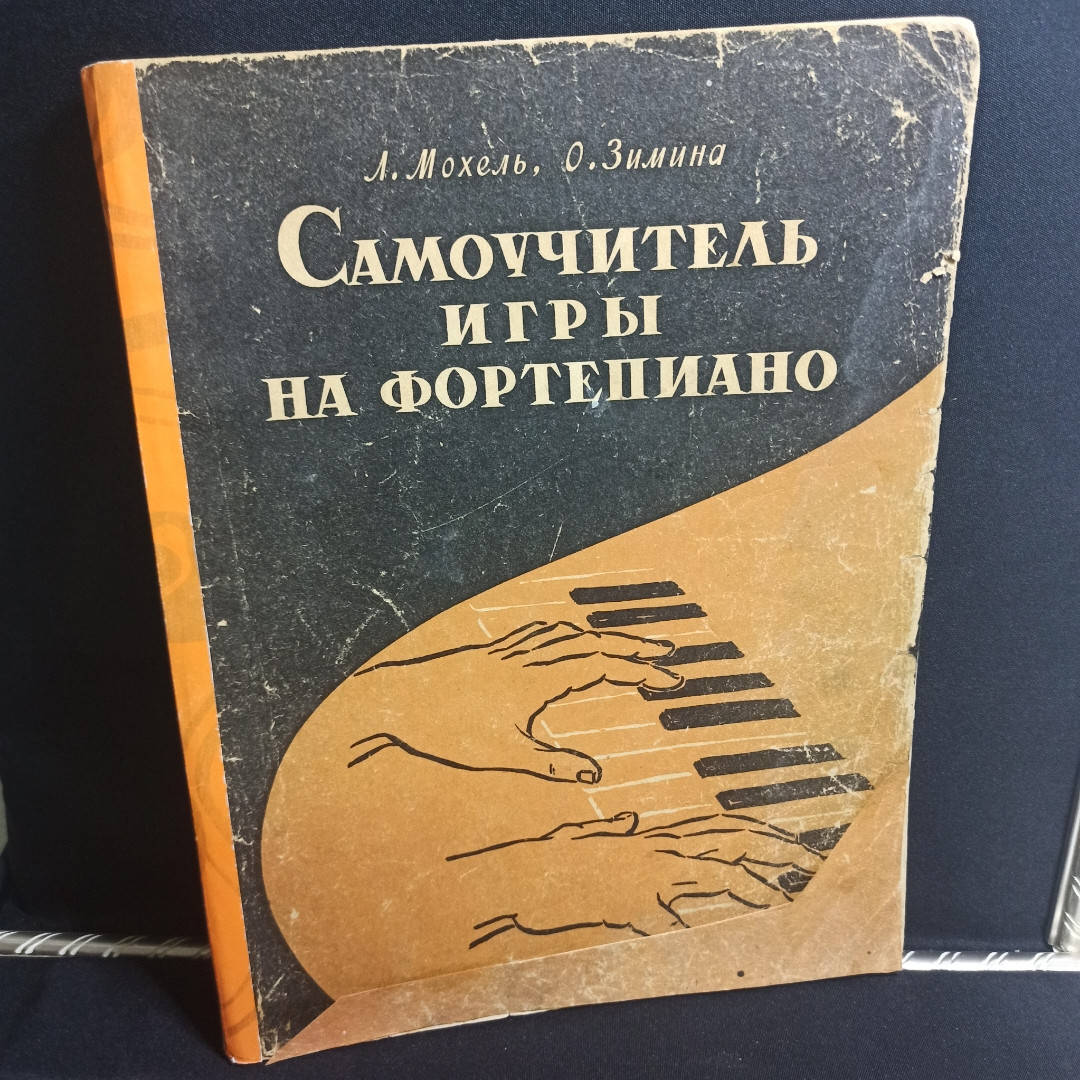 Л. Мохель, О. Зимина
Самоучитель
игры
на фортепиано